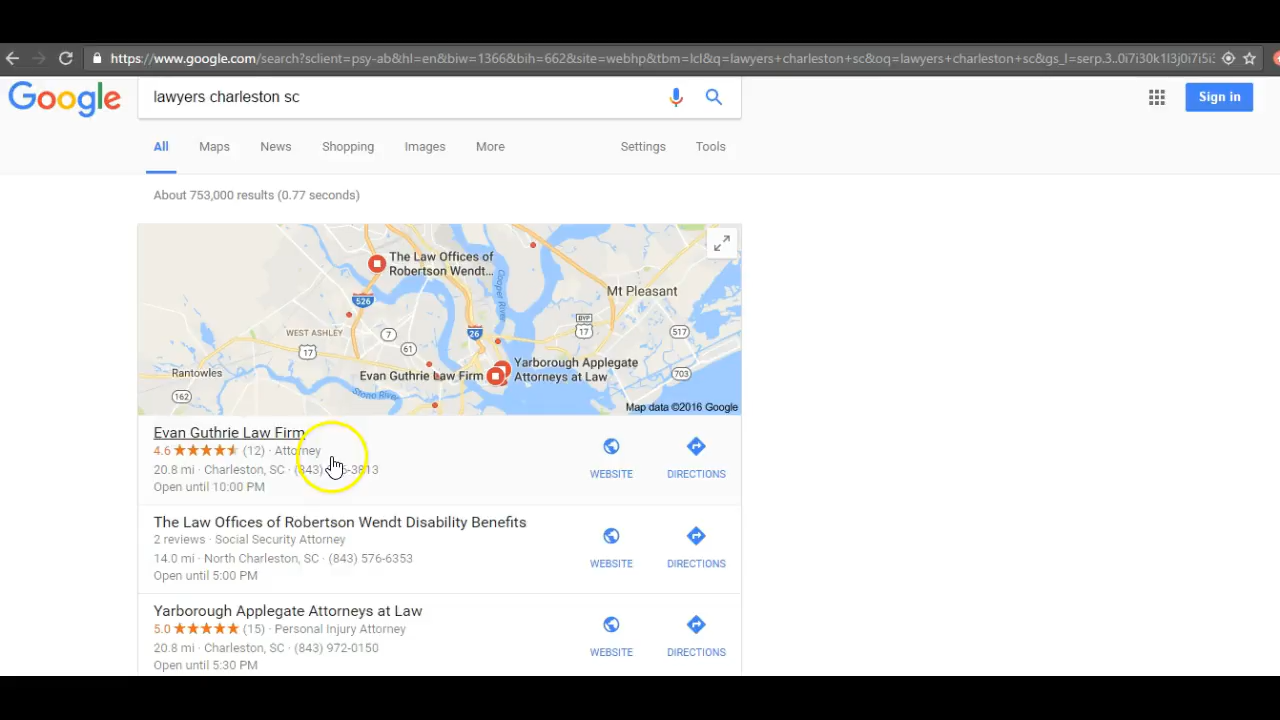 https://www.google.com/search?sclient=psy-ab&hl=en&biw=1366&bih=662&site=webhp&tbm=lcl&q=lawyers+charleston+sc&oq=lawyers+charleston+sc&gs_l=serp.3..0i7i30k1l3j0i7i5i3
Google
lawyers charleston sc
Sign in
All Maps News Shopping Images More Settings Tools
About 753,000 results (0.77 seconds)
The Law Offices of
Robertson Wendt...
526
Cooper River
Mt Pleasant
WEST ASHLEY
7
26
BYP
17
517
17
61
Yarborough Applegate
Attorneys at Law
Evan Guthrie Law Firm
Rantowles
703
162
Stono River
Map data ©2016 Google
Evan Guthrie Law Firm
4.6 (12) · Attorney
20.8 mi · Charleston, SC · (843)
Open until 10:00 PM
WEBSITE DIRECTIONS
The Law Offices of Robertson Wendt Disability Benefits
2 reviews · Social Security Attorney
14.0 mi · North Charleston, SC · (843) 576-6353
Open until 5:00 PM
WEBSITE DIRECTIONS
Yarborough Applegate Attorneys at Law
5.0 (15) · Personal Injury Attorney
20.8 mi · Charleston, SC · (843) 972-0150
Open until 5:30 PM
WEBSITE DIRECTIONS